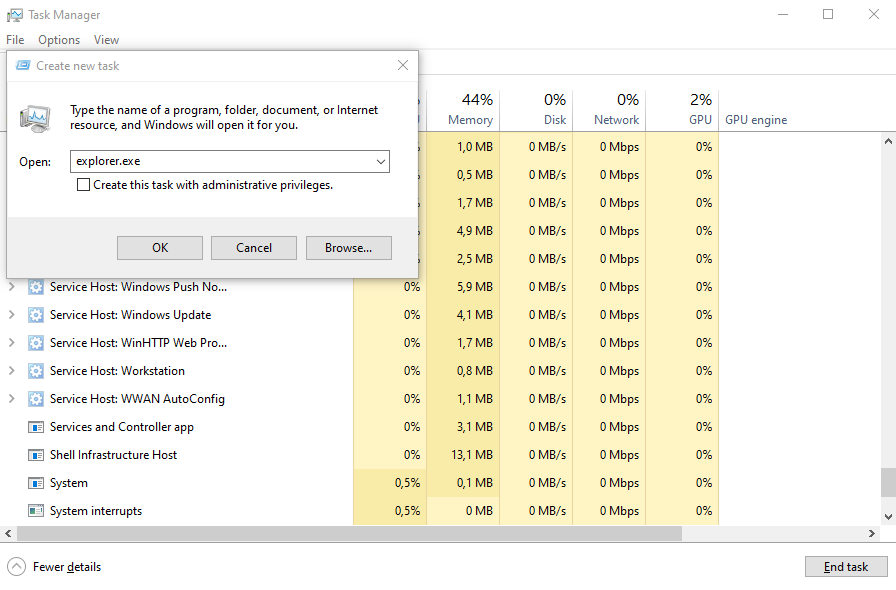 Task Manager
File Options View
Create new task
Type the name of a program, folder, document, or Internet
resource, and Windows will open it for you.
Open: explorer.exe
Create this task with administrative privileges.
OK Cancel Browse...
44% 0% 0% 2%
Memory Disk Network GPU GPU engine
1,0 MB 0 MB/s 0 Mbps 0%
0,5 MB 0 MB/s 0 Mbps 0%
1,7 MB 0 MB/s 0 Mbps 0%
4,9 MB 0 MB/s 0 Mbps 0%
2,5 MB 0 MB/s 0 Mbps 0%
Service Host: Windows Push No... 0% 5,9 MB 0 MB/s 0 Mbps 0%
Service Host: Windows Update 0% 4,1 MB 0 MB/s 0 Mbps 0%
Service Host: WinHTTP Web Pro... 0% 1,7 MB 0 MB/s 0 Mbps 0%
Service Host: Workstation 0% 0,8 MB 0 MB/s 0 Mbps 0%
Service Host: WWAN AutoConfig 0% 1,1 MB 0 MB/s 0 Mbps 0%
Services and Controller app 0% 3,1 MB 0 MB/s 0 Mbps 0%
Shell Infrastructure Host 0% 13,1 MB 0 MB/s 0 Mbps 0%
System 0,5% 0,1 MB 0 MB/s 0 Mbps 0%
System interrupts 0,5% 0 MB 0 MB/s 0 Mbps 0%
Fewer details End task